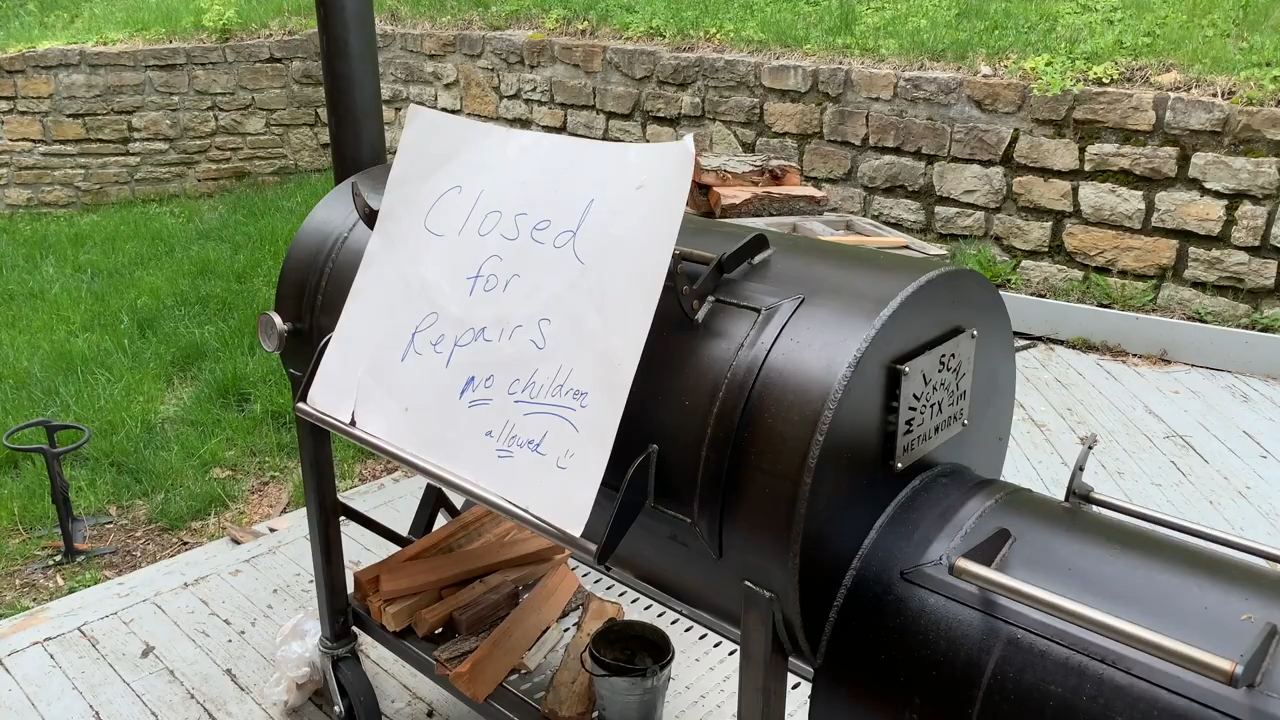 Closed
for
Repairs
no children
allowed
MILL SCALE
LOCKHART
TX
METALWORKS